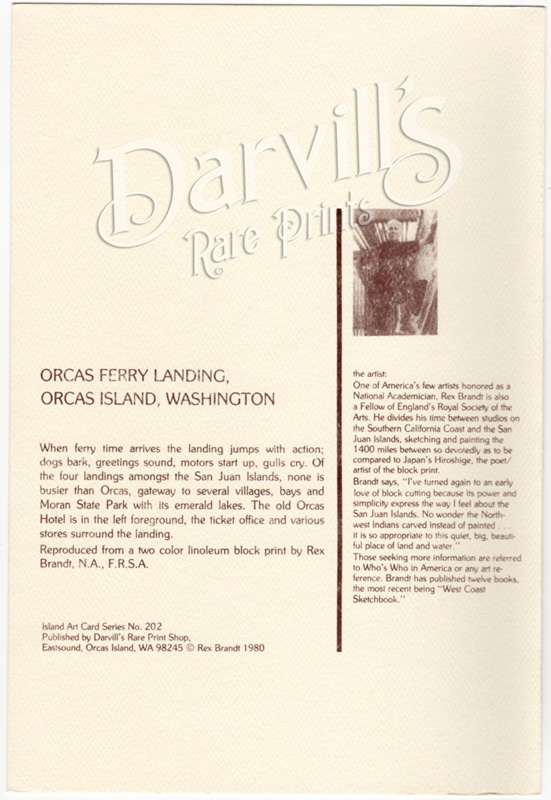 Darvill's
Rare Prints
ORCAS FERRY LANDING,
ORCAS ISLAND, WASHINGTON
When ferry time arrives the landing jumps with action;
dogs bark, greetings sound, motors start up, gulls cry. Of
the four landings amongst the San Juan Islands, none is
busier than Orcas, gateway to several villages, bays and
Moran State Park with its emerald lakes. The old Orcas
Hotel is in the left foreground, the ticket office and various
stores surround the landing.
Reproduced from a two color linoleum block print by Rex
Brandt, N.A., F.R.S.A.
Island Art Card Series No. 202
Published by Darvill's Rare Print Shop,
Eastsound, Orcas Island, WA 98245 © Rex Brandt 1980
the artist:
One of America's few artists honored as a
National Academician, Rex Brandt is also
a Fellow of England's Royal Society of the
Arts. He divides his time between studios on
the Southern California Coast and the San
Juan Islands, sketching and painting the
1400 miles between so devotedly as to be
compared to Japan's Hiroshige, the poet/
artist of the block print.
Brandt says, "I've turned again to an early
love of block cutting because its power and
simplicity express the way I feel about the
San Juan Islands. No wonder the North-
west Indians carved instead of painted . . .
it is so appropriate to this quiet, big, beauti-
ful place of land and water."
Those seeking more information are referred
to Who's Who in America or any art re-
ference. Brandt has published twelve books,
the most recent being "West Coast
Sketchbook."